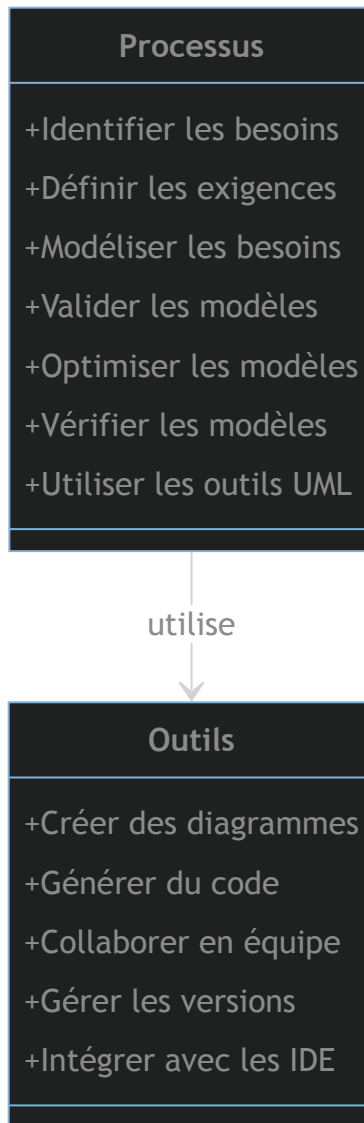 Processus
+Identifier les besoins
+Définir les exigences
+Modéliser les besoins
+Valider les modèles
+Optimiser les modèles
+Vérifier les modèles
+Utiliser les outils UML
utilise
Outils
+Créer des diagrammes
+Générer du code
+Collaborer en équipe
+Gérer les versions
+Intégrer avec les IDE